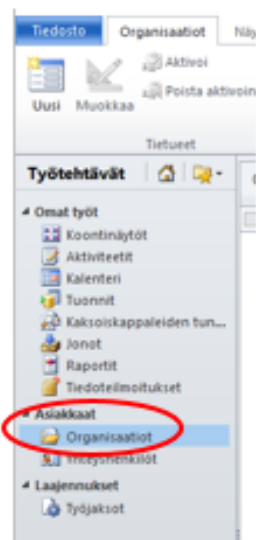 Tiedosto Organisaatiot
Aktivoi
Uusi Muokkaa Poista aktivoin
Tietueet
Työtehtävät
Omat työt
Koontinäytöt
Aktiviteetit
Kalenteri
Tuonnit
Kaksoiskappaleiden tun...
Jonot
Raportit
Tiedoteilmoitukset
Asiakkaat
Organisaatiot
Yhteyshenkilöt
Laajennukset
Työjaksot